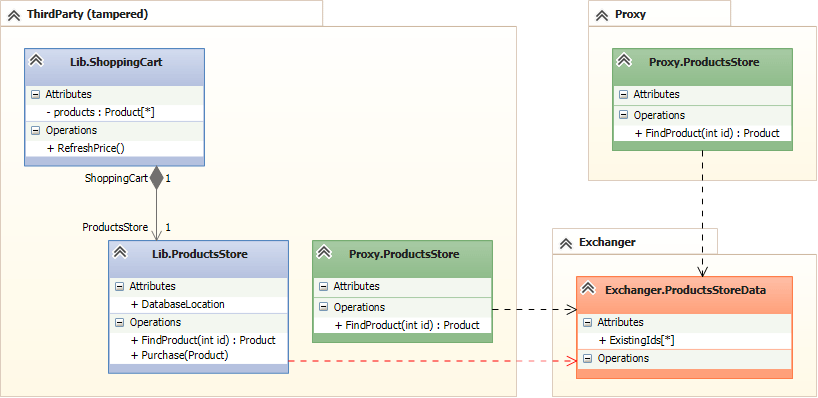 ThirdParty (tampered)
Lib.ShoppingCart
Attributes
- products : Product[*]
Operations
+ RefreshPrice()
ShoppingCart 1
ProductsStore 1
Lib.ProductsStore
Attributes
+ DatabaseLocation
Operations
+ FindProduct(int id) : Product
+ Purchase(Product)
Proxy.ProductsStore
Attributes
Operations
+ FindProduct(int id) : Product
Proxy
Proxy.ProductsStore
Attributes
Operations
+ FindProduct(int id) : Product
Exchanger
Exchanger.ProductsStoreData
Attributes
+ ExistingIds[*]
Operations